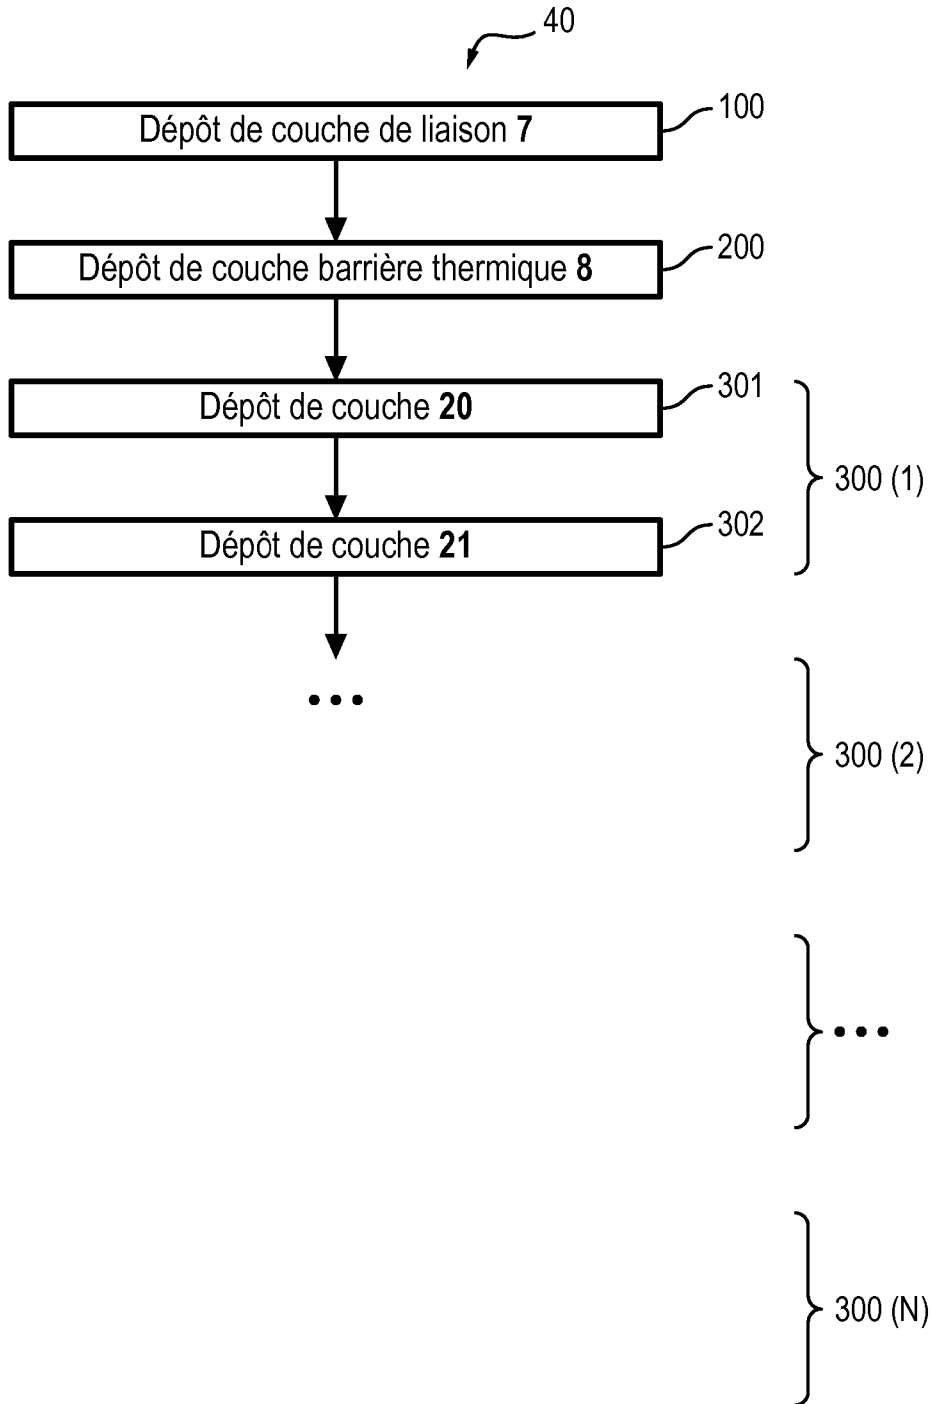 40
Dépôt de couche de liaison 7
100
Dépôt de couche barrière thermique 8
200
Dépôt de couche 20
301
300 (1)
Dépôt de couche 21
302
...
300 (2)
...
300 (N)